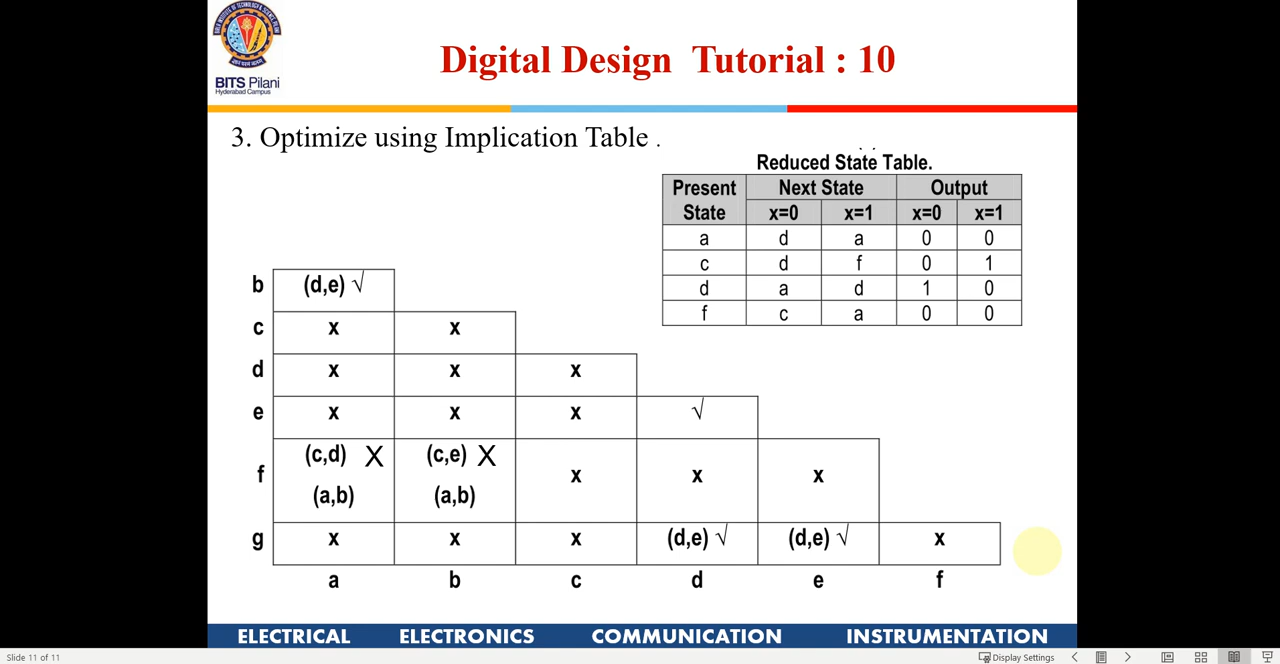 BITS Pilani
Hyderabad Campus
Digital Design Tutorial : 10
3. Optimize using Implication Table .
Reduced State Table.
Present State Next State Output
x=0 x=1 x=0 x=1
a d a 0 0
c d f 0 1
d a d 1 0
f c a 0 0
b (d,e) √
c x x
d x x x
e x x x √
f (c,d) X (a,b) (c,e) X (a,b) x x x
g x x x (d,e) √ (d,e) √ x
a b c d e f
ELECTRICAL ELECTRONICS COMMUNICATION INSTRUMENTATION
Slide 11 of 11 Display Settings